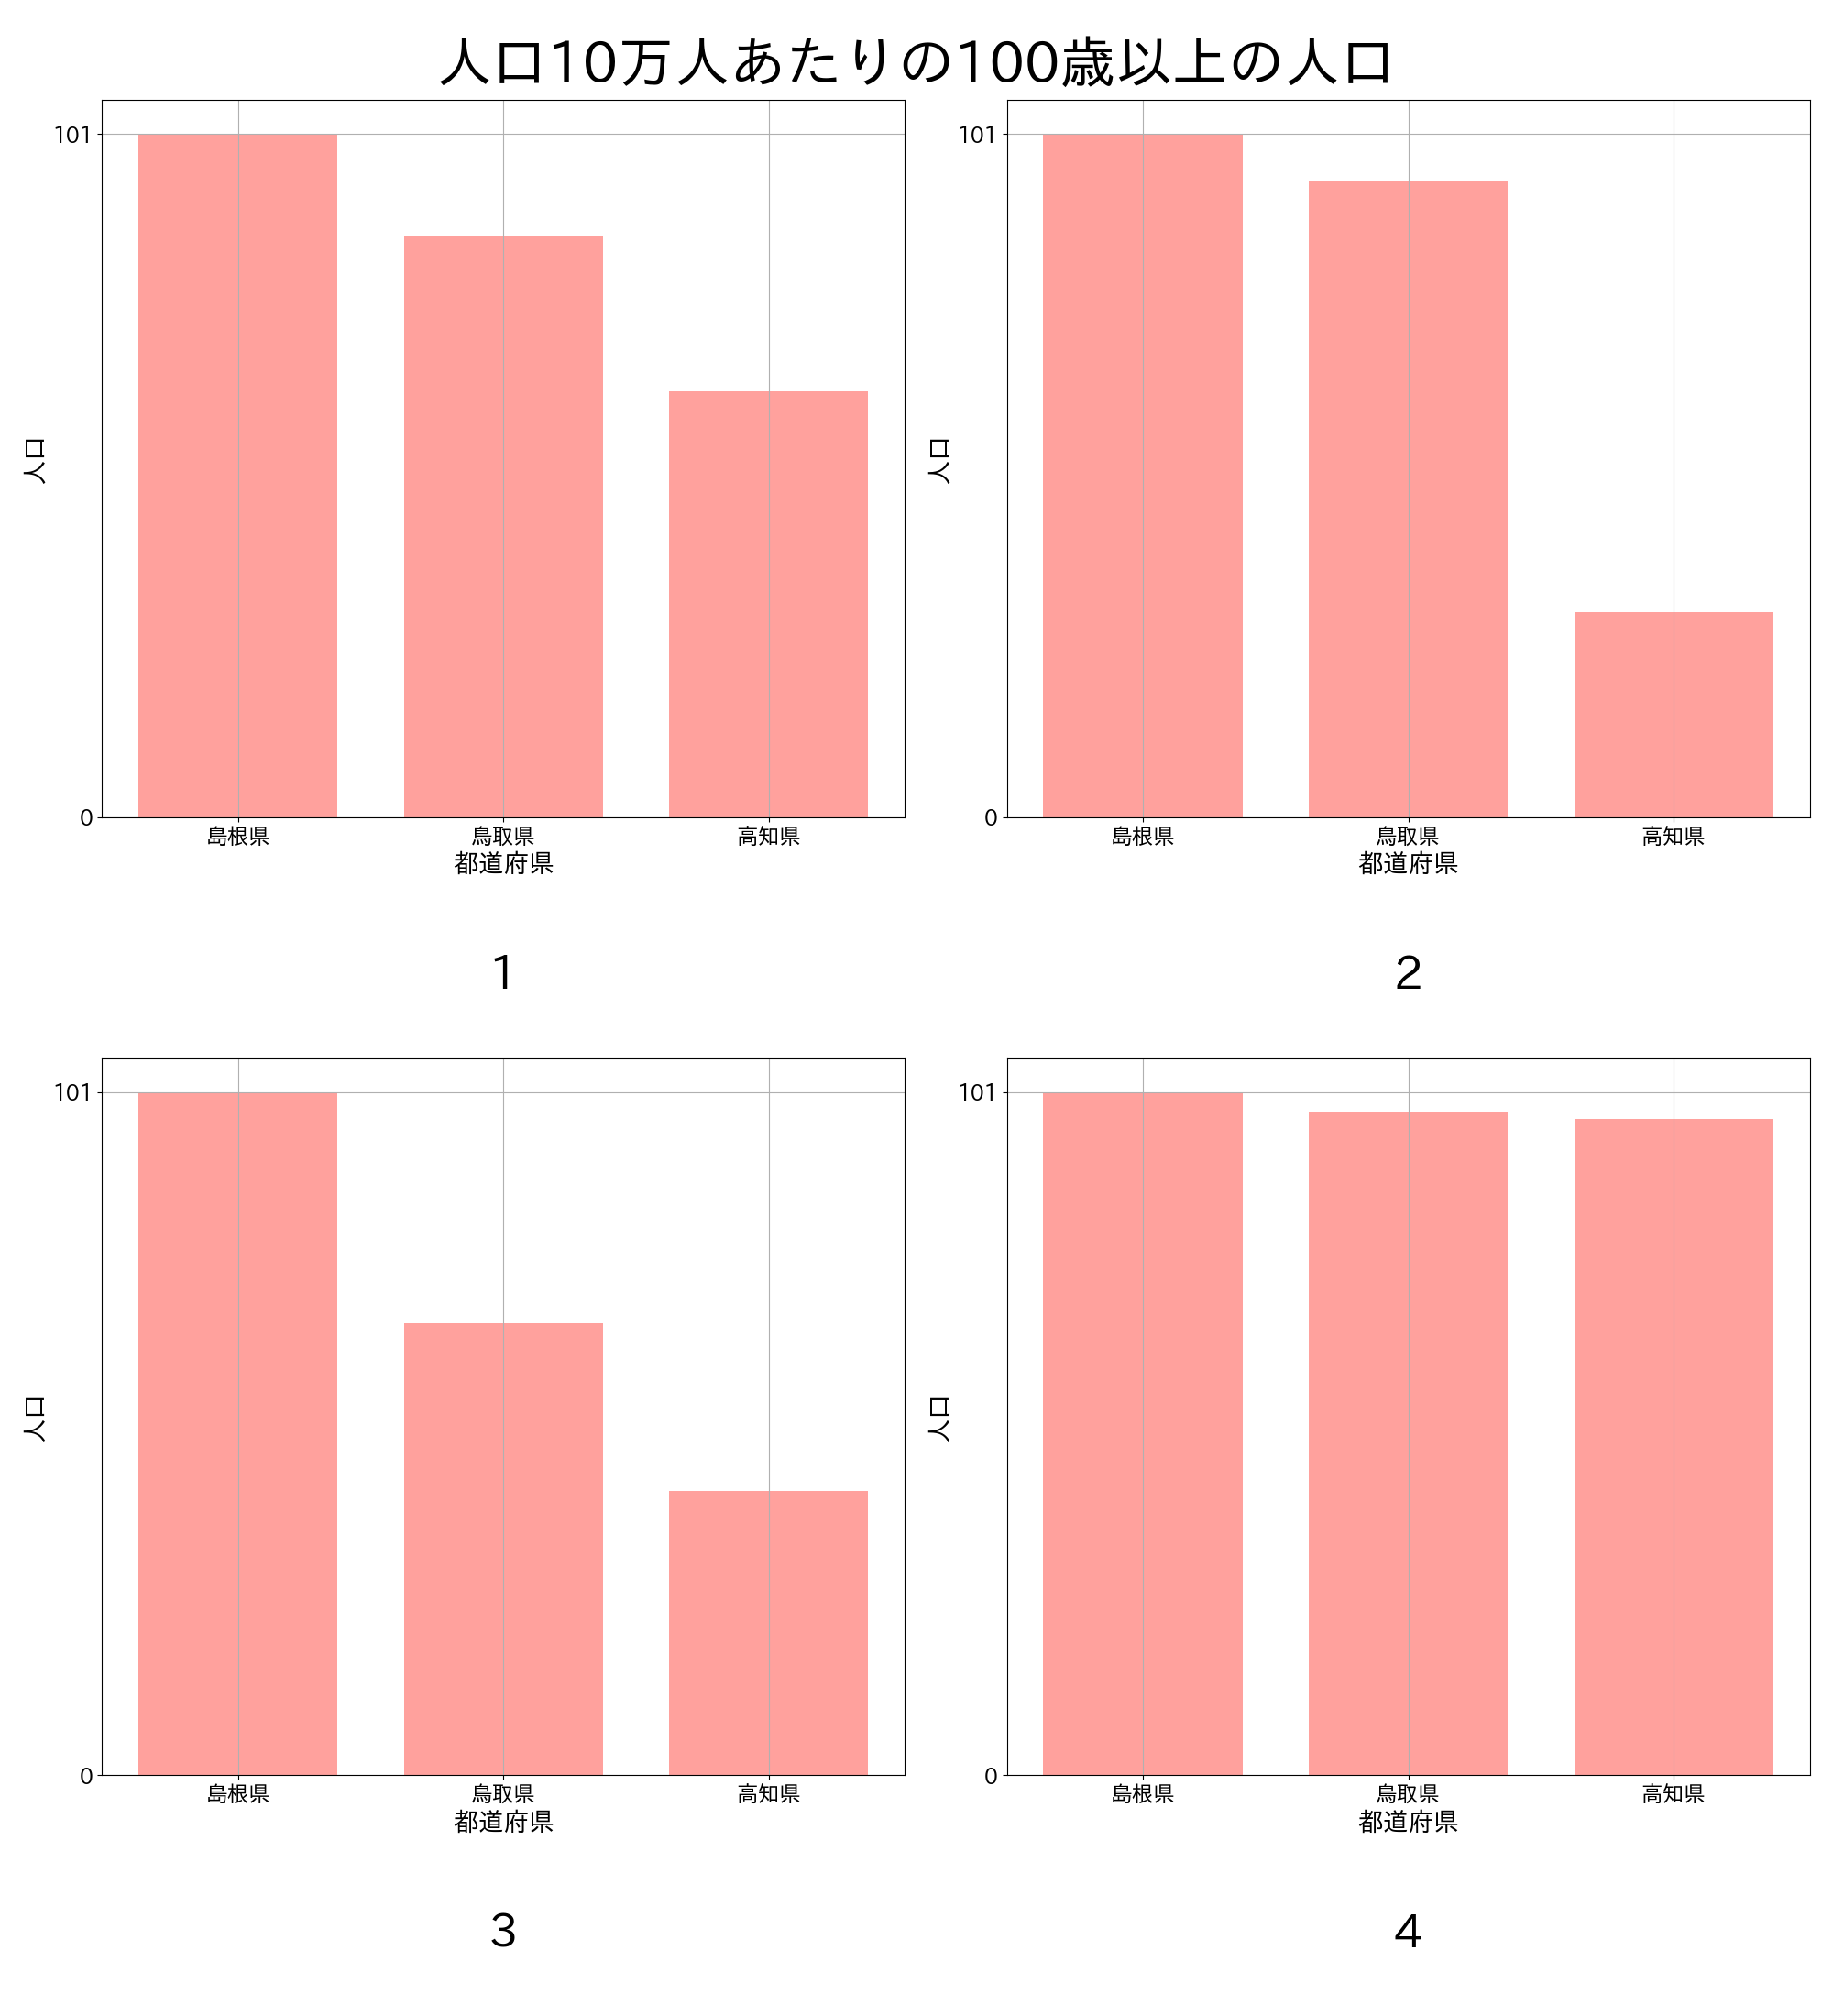 人口10万人あたりの100歳以上の人口
101
0
人口
島根県 鳥取県 高知県
都道府県
1
101
0
人口
島根県 鳥取県 高知県
都道府県
2
101
0
人口
島根県 鳥取県 高知県
都道府県
3
101
0
人口
島根県 鳥取県 高知県
都道府県
4